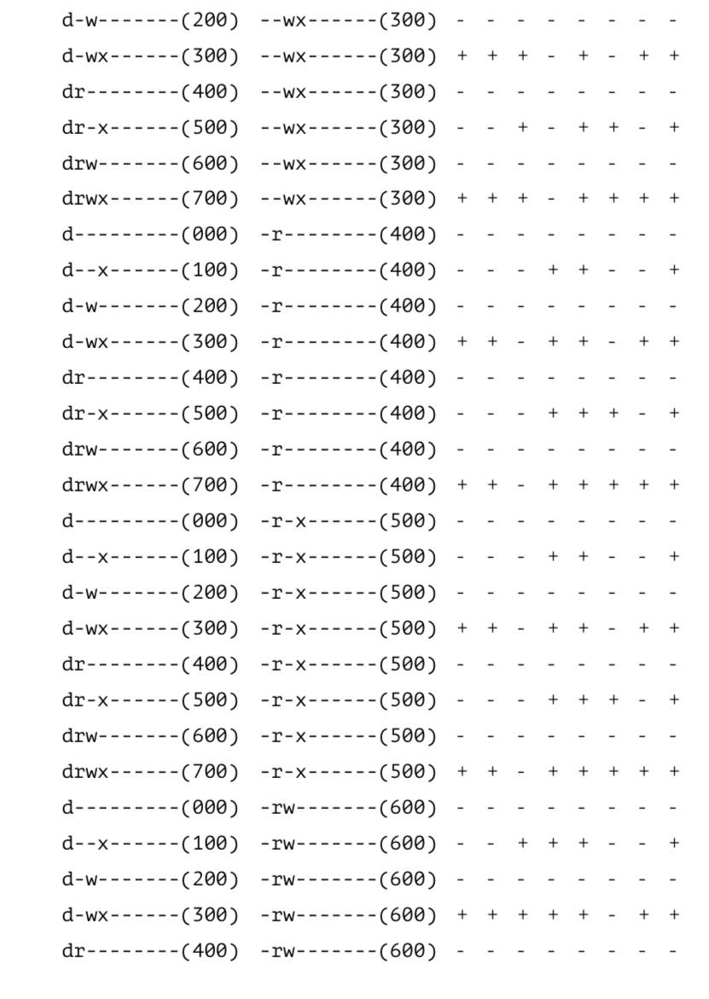 d-w-------(200) --wx------(300) - - - - - - - -
d-wx------(300) --wx------(300) + + + - + - + +
dr--------(400) --wx------(300) - - - - - - - -
dr-x------(500) --wx------(300) - - + - + + - +
drw-------(600) --wx------(300) - - - - - - - -
drwx------(700) --wx------(300) + + + - + + + +
d---------(000) -r--------(400) - - - - - - - -
d--x------(100) -r--------(400) - - - + + - - +
d-w-------(200) -r--------(400) - - - - - - - -
d-wx------(300) -r--------(400) + + - + + - + +
dr--------(400) -r--------(400) - - - - - - - -
dr-x------(500) -r--------(400) - - - + + + - +
drw-------(600) -r--------(400) - - - - - - - -
drwx------(700) -r--------(400) + + - + + + + +
d---------(000) -r-x------(500) - - - - - - - -
d--x------(100) -r-x------(500) - - - + + - - +
d-w-------(200) -r-x------(500) - - - - - - - -
d-wx------(300) -r-x------(500) + + - + + - + +
dr--------(400) -r-x------(500) - - - - - - - -
dr-x------(500) -r-x------(500) - - - + + + - +
drw-------(600) -r-x------(500) - - - - - - - -
drwx------(700) -r-x------(500) + + - + + + + +
d---------(000) -rw-------(600) - - - - - - - -
d--x------(100) -rw-------(600) - - + + + - - +
d-w-------(200) -rw-------(600) - - - - - - - -
d-wx------(300) -rw-------(600) + + + + + - + +
dr--------(400) -rw-------(600) - - - - - - - -